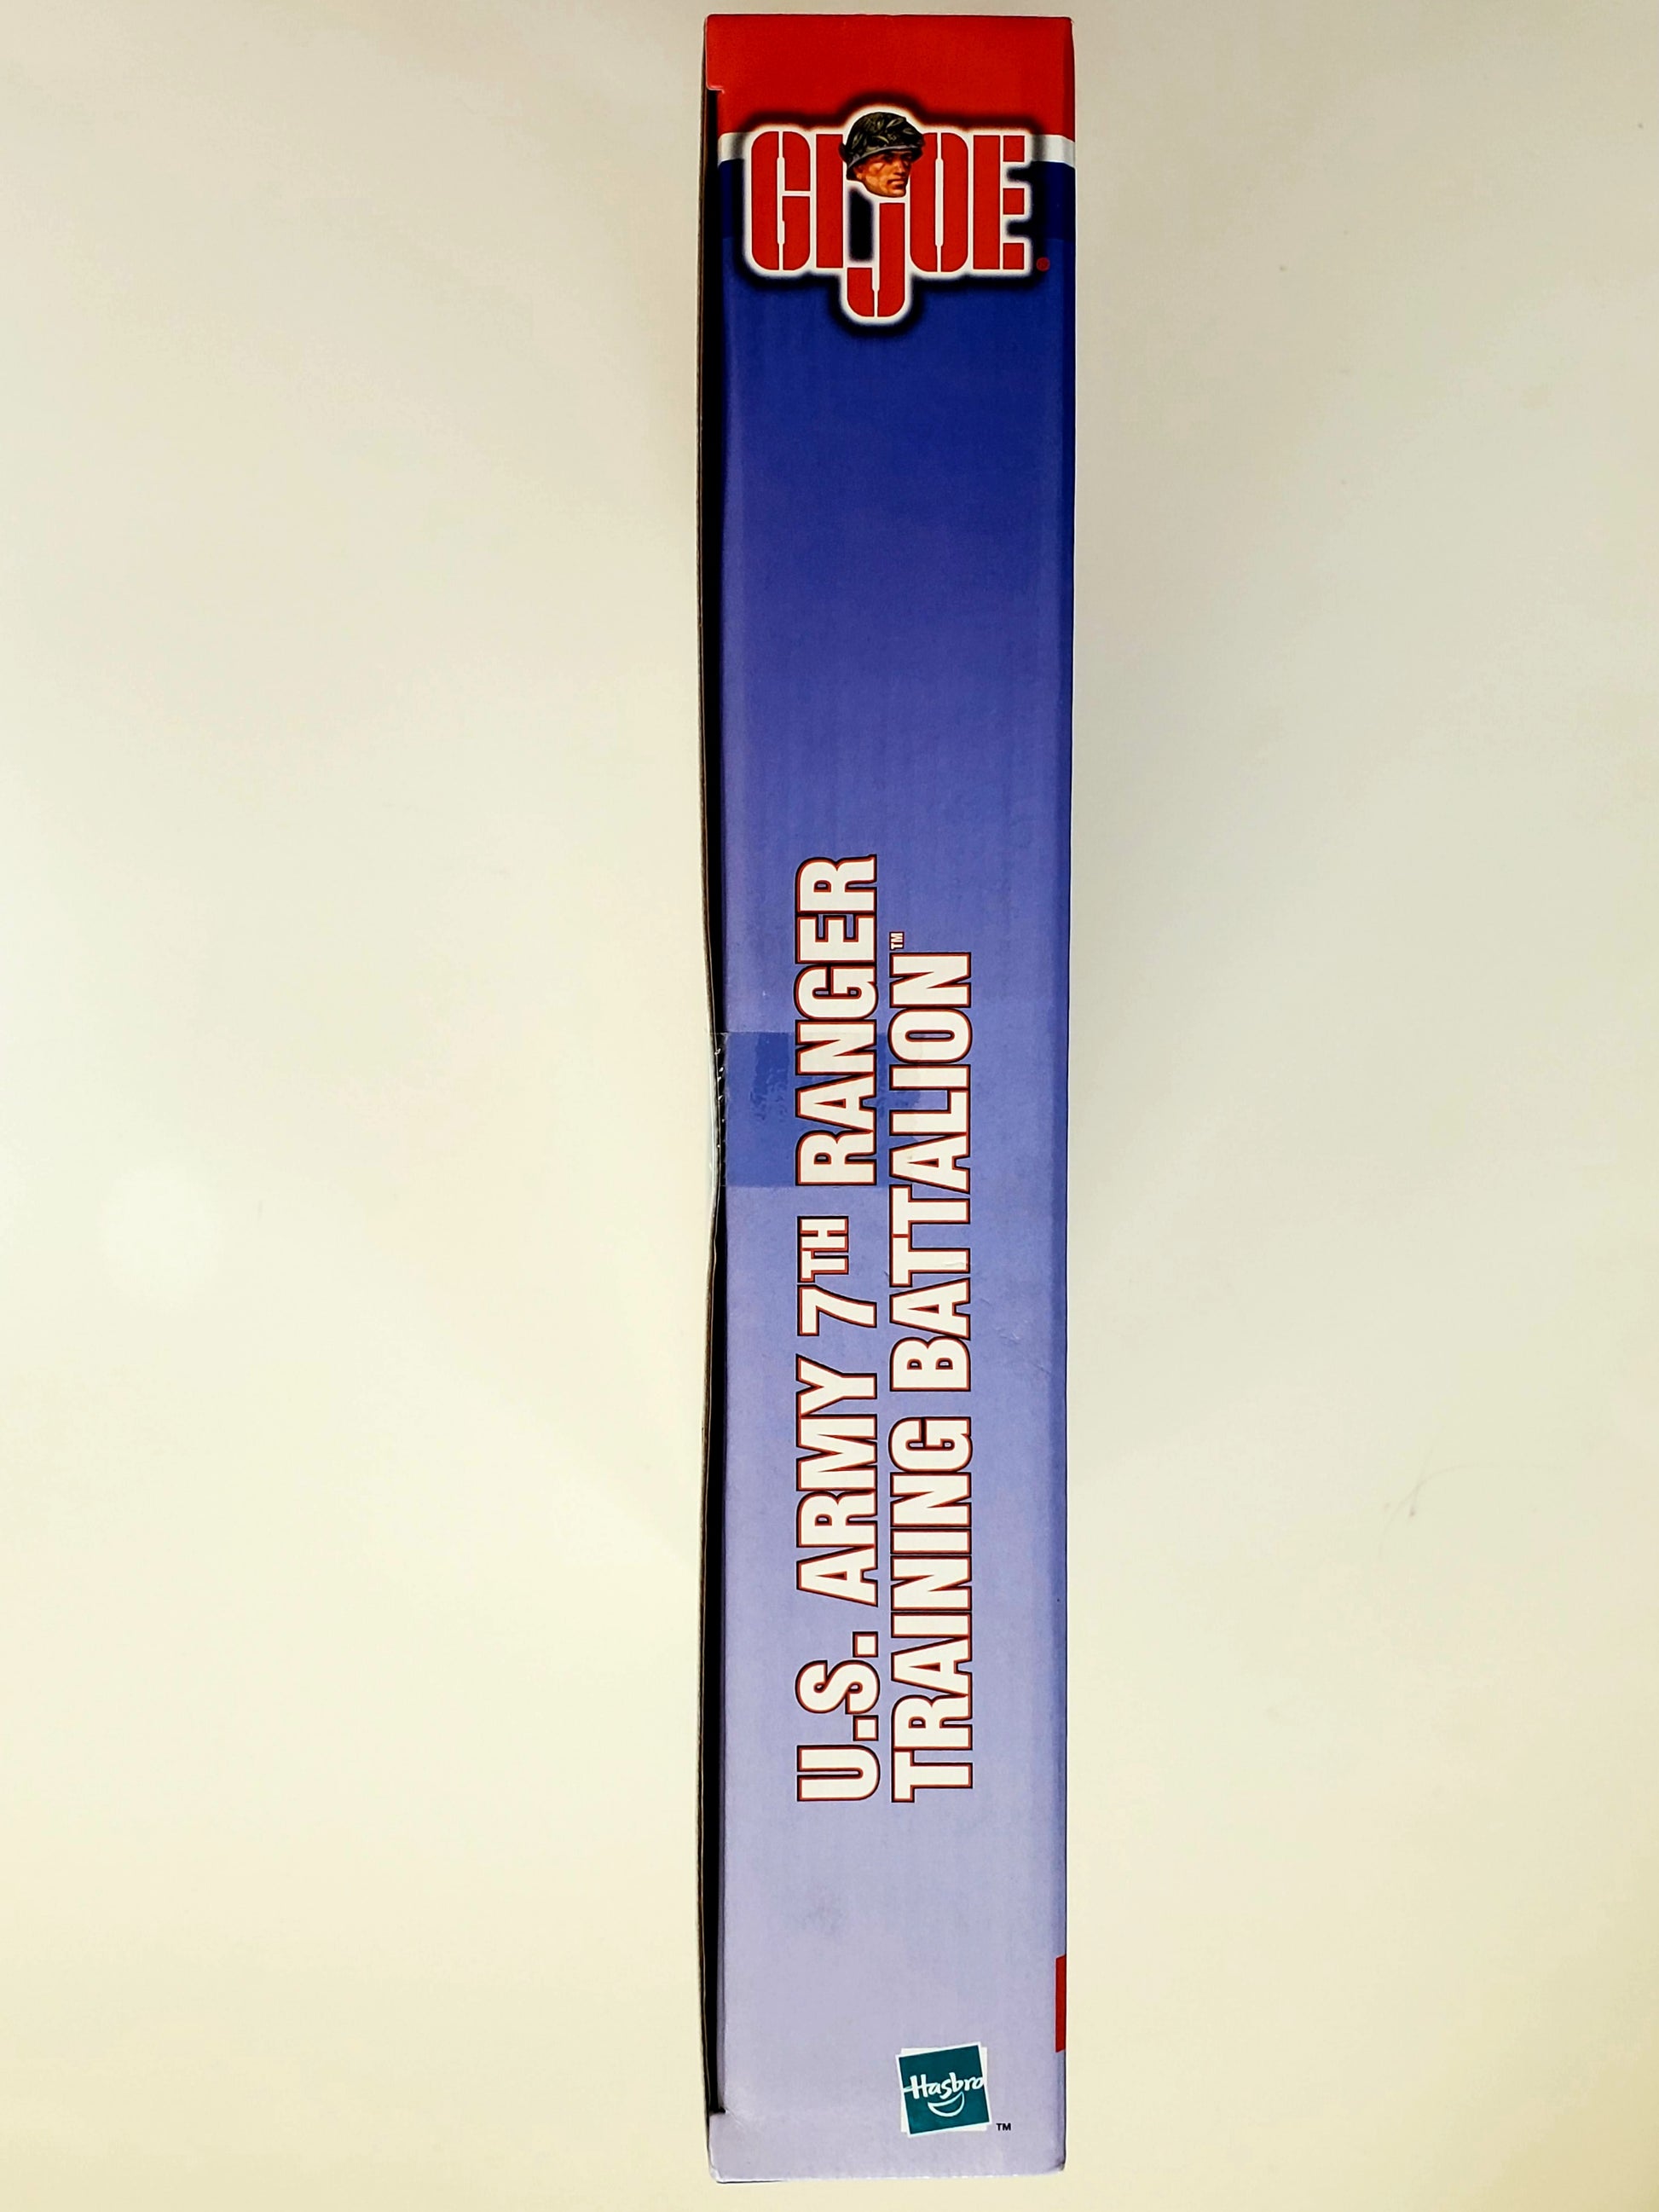 GI JOE®
U.S. ARMY 7TH RANGER
TRAINING BATTALION™
Hasbro
TM